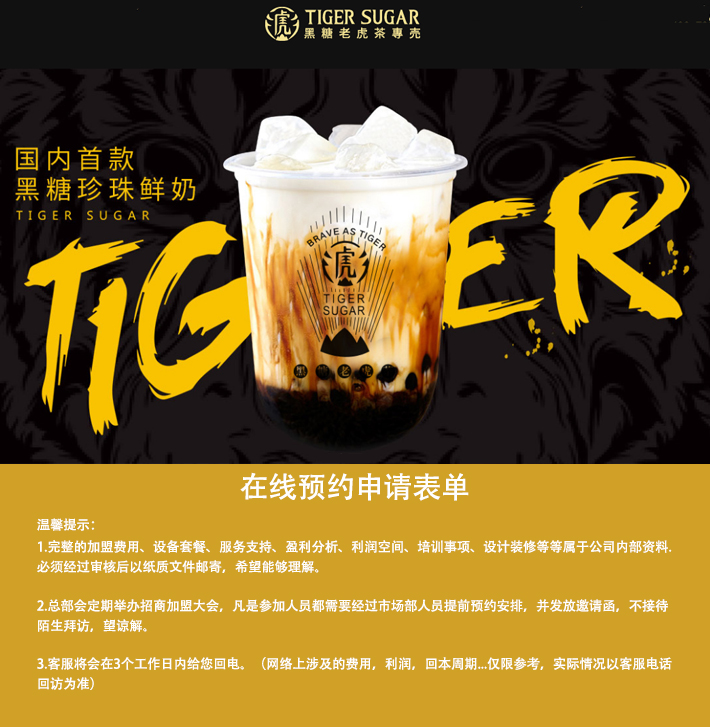 虎
TIGER SUGAR
黑糖老虎茶專売
国内首款
黑糖珍珠鲜奶
TIGER SUGAR
TIGER
BRAVE AS TIGER
虎
TIGER
SUGAR
黑糖老虎
在线预约申请表单
温馨提示:
1.完整的加盟费用、设备套餐、服务支持、盈利分析、利润空间、培训事项、设计装修等等属于公司内部资料.
必须经过审核后以纸质文件邮寄，希望能够理解。
2.总部会定期举办招商加盟大会，凡是参加人员都需要经过市场部人员提前预约安排，并发放邀请函，不接待
陌生拜访，望谅解。
3.客服将会在3个工作日内给您回电。（网络上涉及的费用，利润，回本周期...仅限参考，实际情况以客服电话
回访为准）